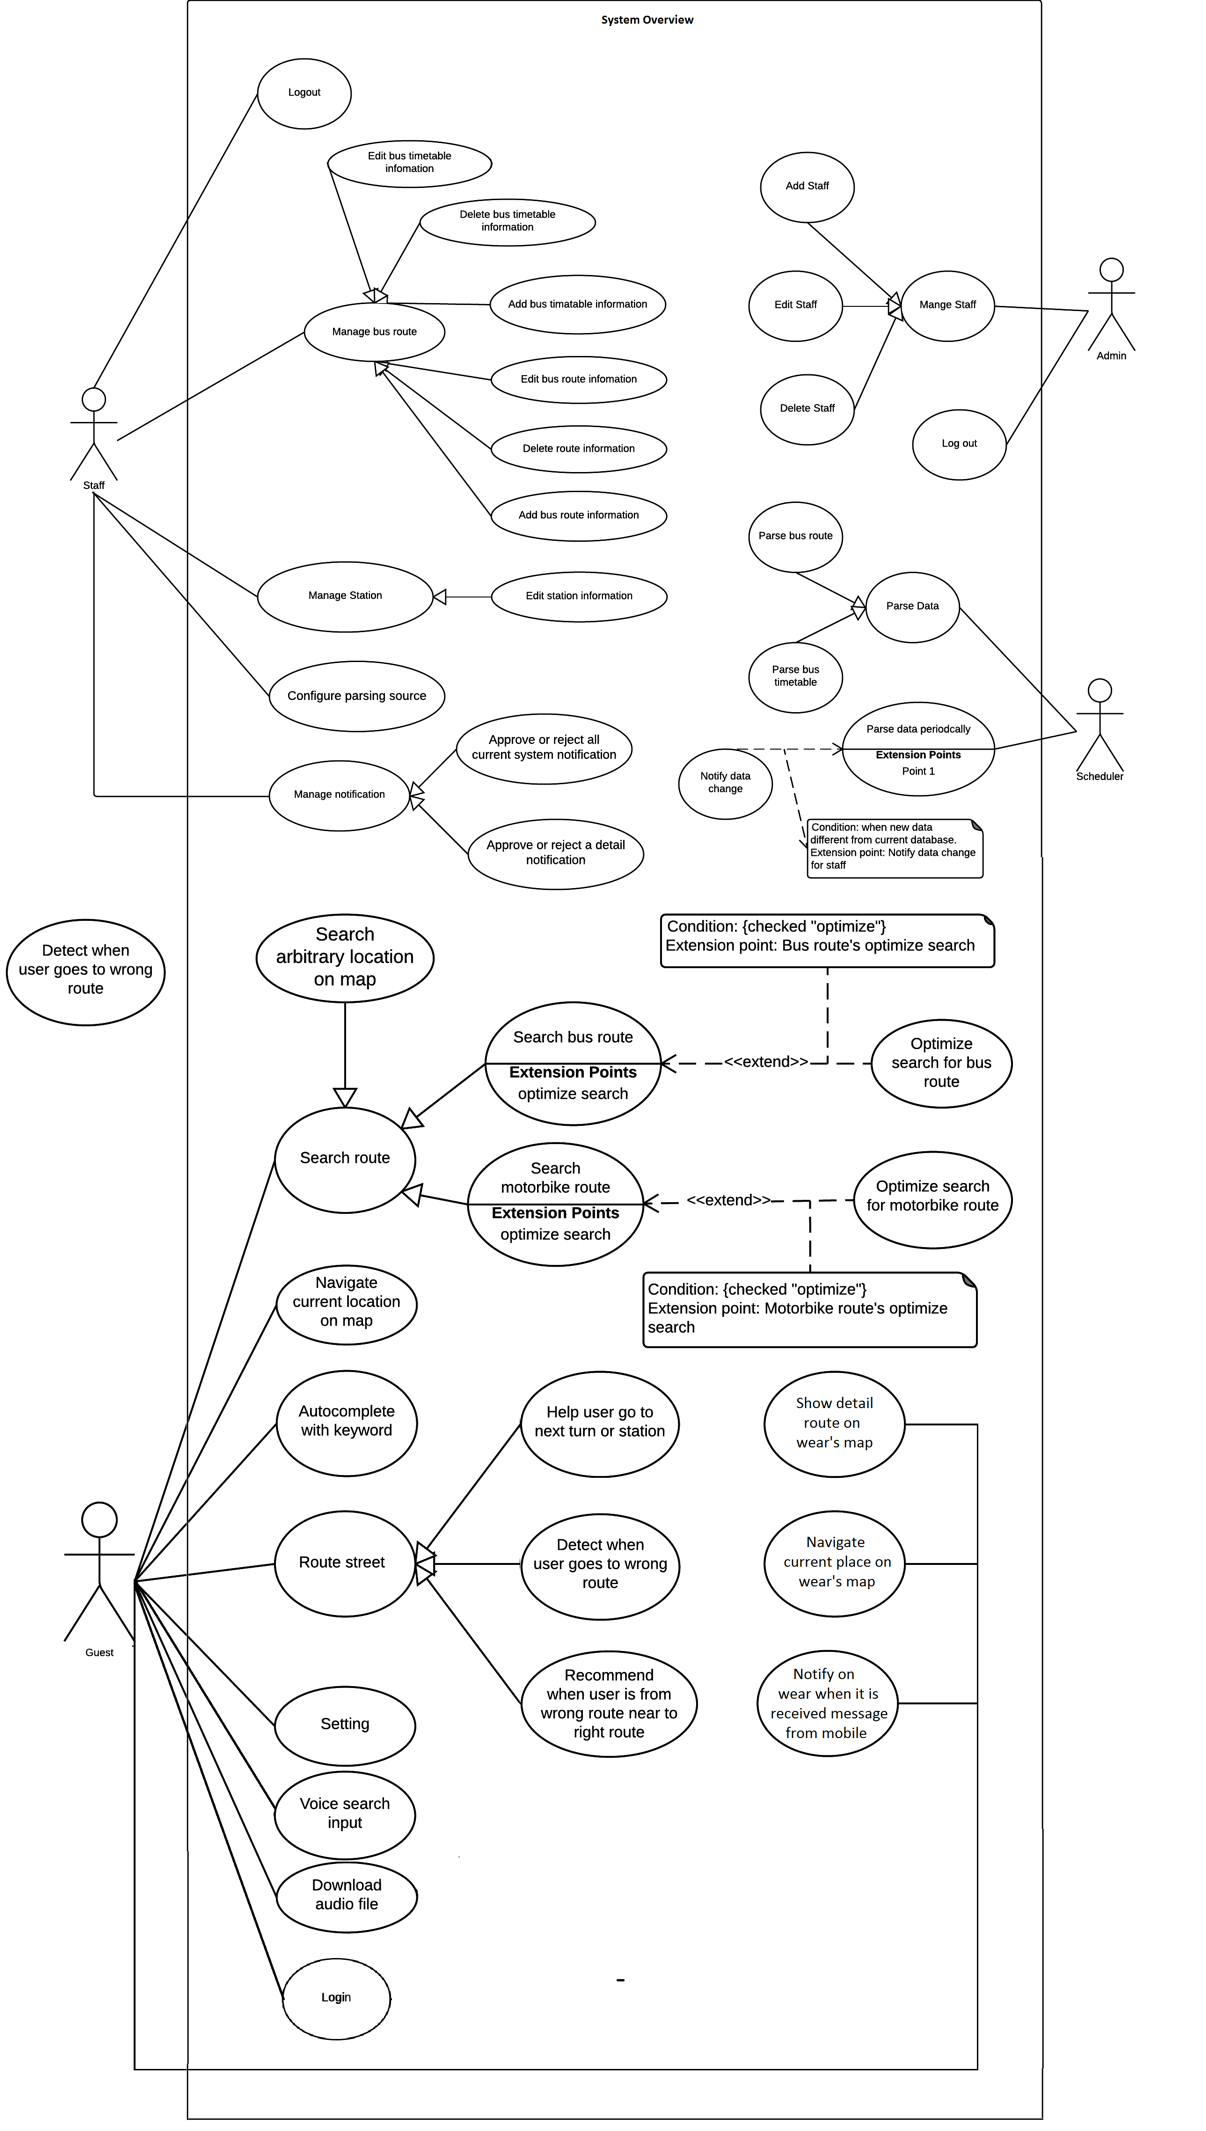 System Overview
Logout
Edit bus timetable
infomation
Delete bus timetable
information
Add bus timatable information
Manage bus route
Edit bus route infomation
Delete route information
Add bus route information
Staff
Manage Station
Edit station information
Configure parsing source
Approve or reject all
current system notification
Manage notification
Approve or reject a detail
notification
Add Staff
Edit Staff
Mange Staff
Delete Staff
Admin
Log out
Parse bus route
Parse Data
Parse bus
timetable
Parse data periodcally
Extension Points
Point 1
Scheduler
Notify data
change
Condition: when new data
different from current database.
Extension point: Notify data change
for staff
Detect when
user goes to wrong
route
Search
arbitrary location
on map
Condition: {checked "optimize"}
Extension point: Bus route's optimize search
Search bus route
Extension Points
optimize search
<<extend>>
Optimize
search for bus
route
Search route
Search
motorbike route
Extension Points
optimize search
<<extend>>
Optimize search
for motorbike route
Condition: {checked "optimize"}
Extension point: Motorbike route's optimize
search
Navigate
current location
on map
Autocomplete
with keyword
Help user go to
next turn or station
Show detail
route on
wear's map
Route street
Detect when
user goes to wrong
route
Navigate
current place on
wear's map
Guest
Recommend
when user is from
wrong route near to
right route
Notify on
wear when it is
received message
from mobile
Setting
Voice search
input
Download
audio file
Login